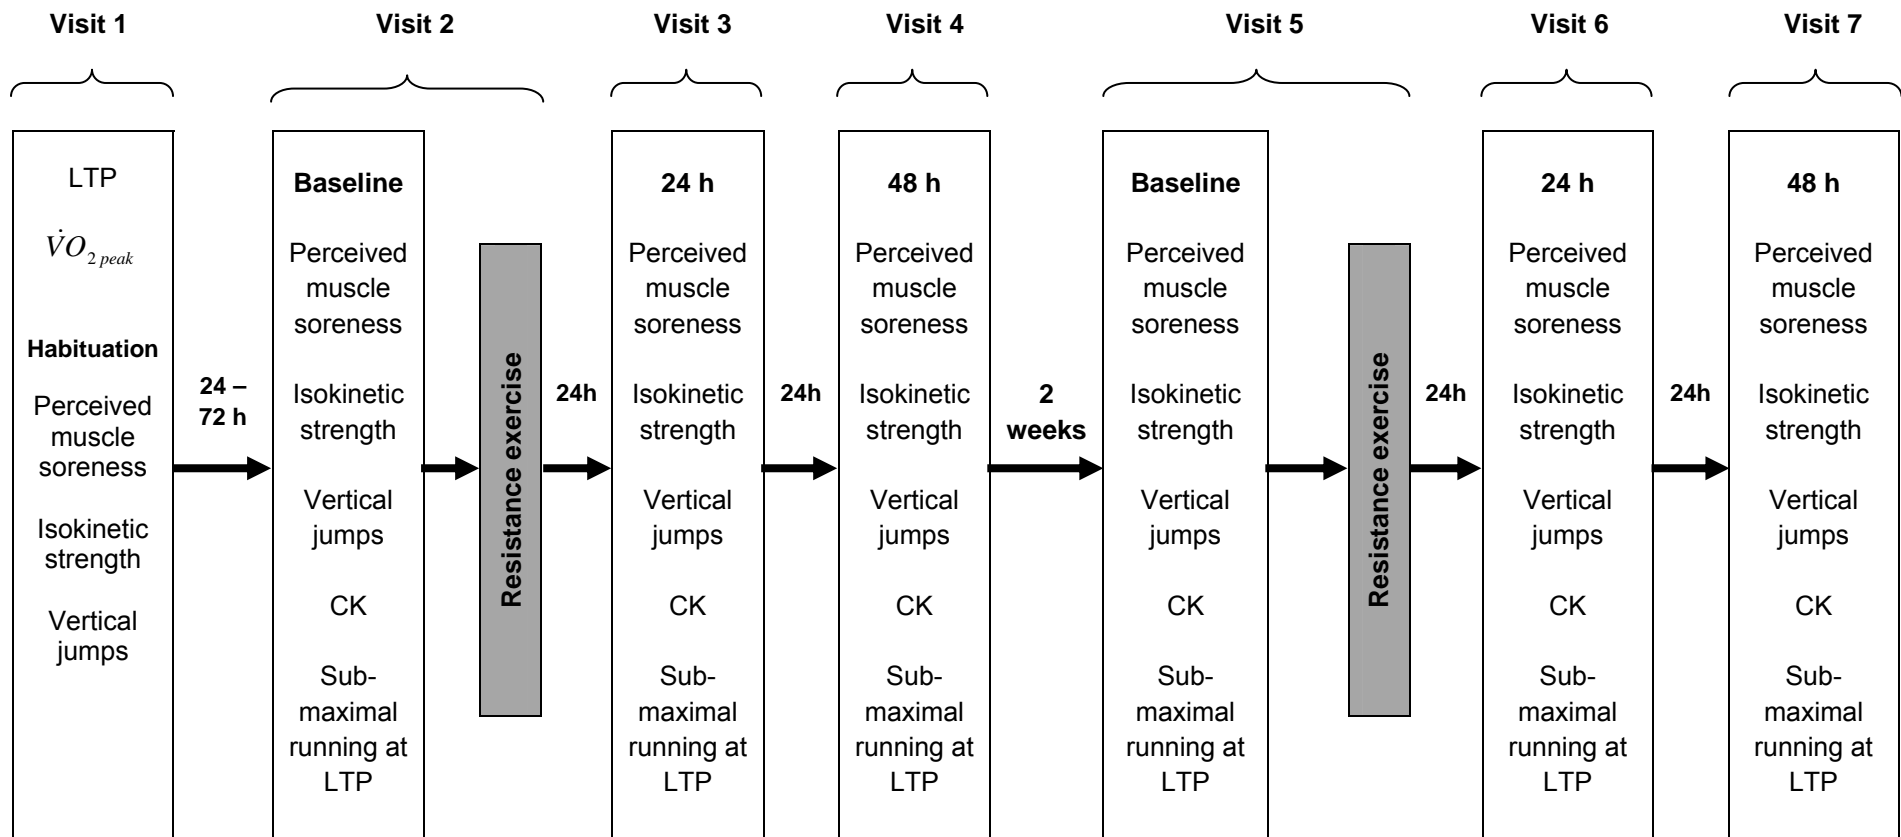 Visit 1
Visit 2
Visit 3
Visit 4
Visit 5
Visit 6
Visit 7
LTP
V̇O2 peak
Habituation
Perceived
muscle
soreness
Isokinetic
strength
Vertical
jumps
24 –
72 h
Baseline
Perceived
muscle
soreness
Isokinetic
strength
Vertical
jumps
CK
Sub-
maximal
running at
LTP
Resistance exercise
24h
24 h
Perceived
muscle
soreness
Isokinetic
strength
Vertical
jumps
CK
Sub-
maximal
running at
LTP
24h
48 h
Perceived
muscle
soreness
Isokinetic
strength
Vertical
jumps
CK
Sub-
maximal
running at
LTP
2
weeks
Baseline
Perceived
muscle
soreness
Isokinetic
strength
Vertical
jumps
CK
Sub-
maximal
running at
LTP
Resistance exercise
24h
24 h
Perceived
muscle
soreness
Isokinetic
strength
Vertical
jumps
CK
Sub-
maximal
running at
LTP
24h
48 h
Perceived
muscle
soreness
Isokinetic
strength
Vertical
jumps
CK
Sub-
maximal
running at
LTP